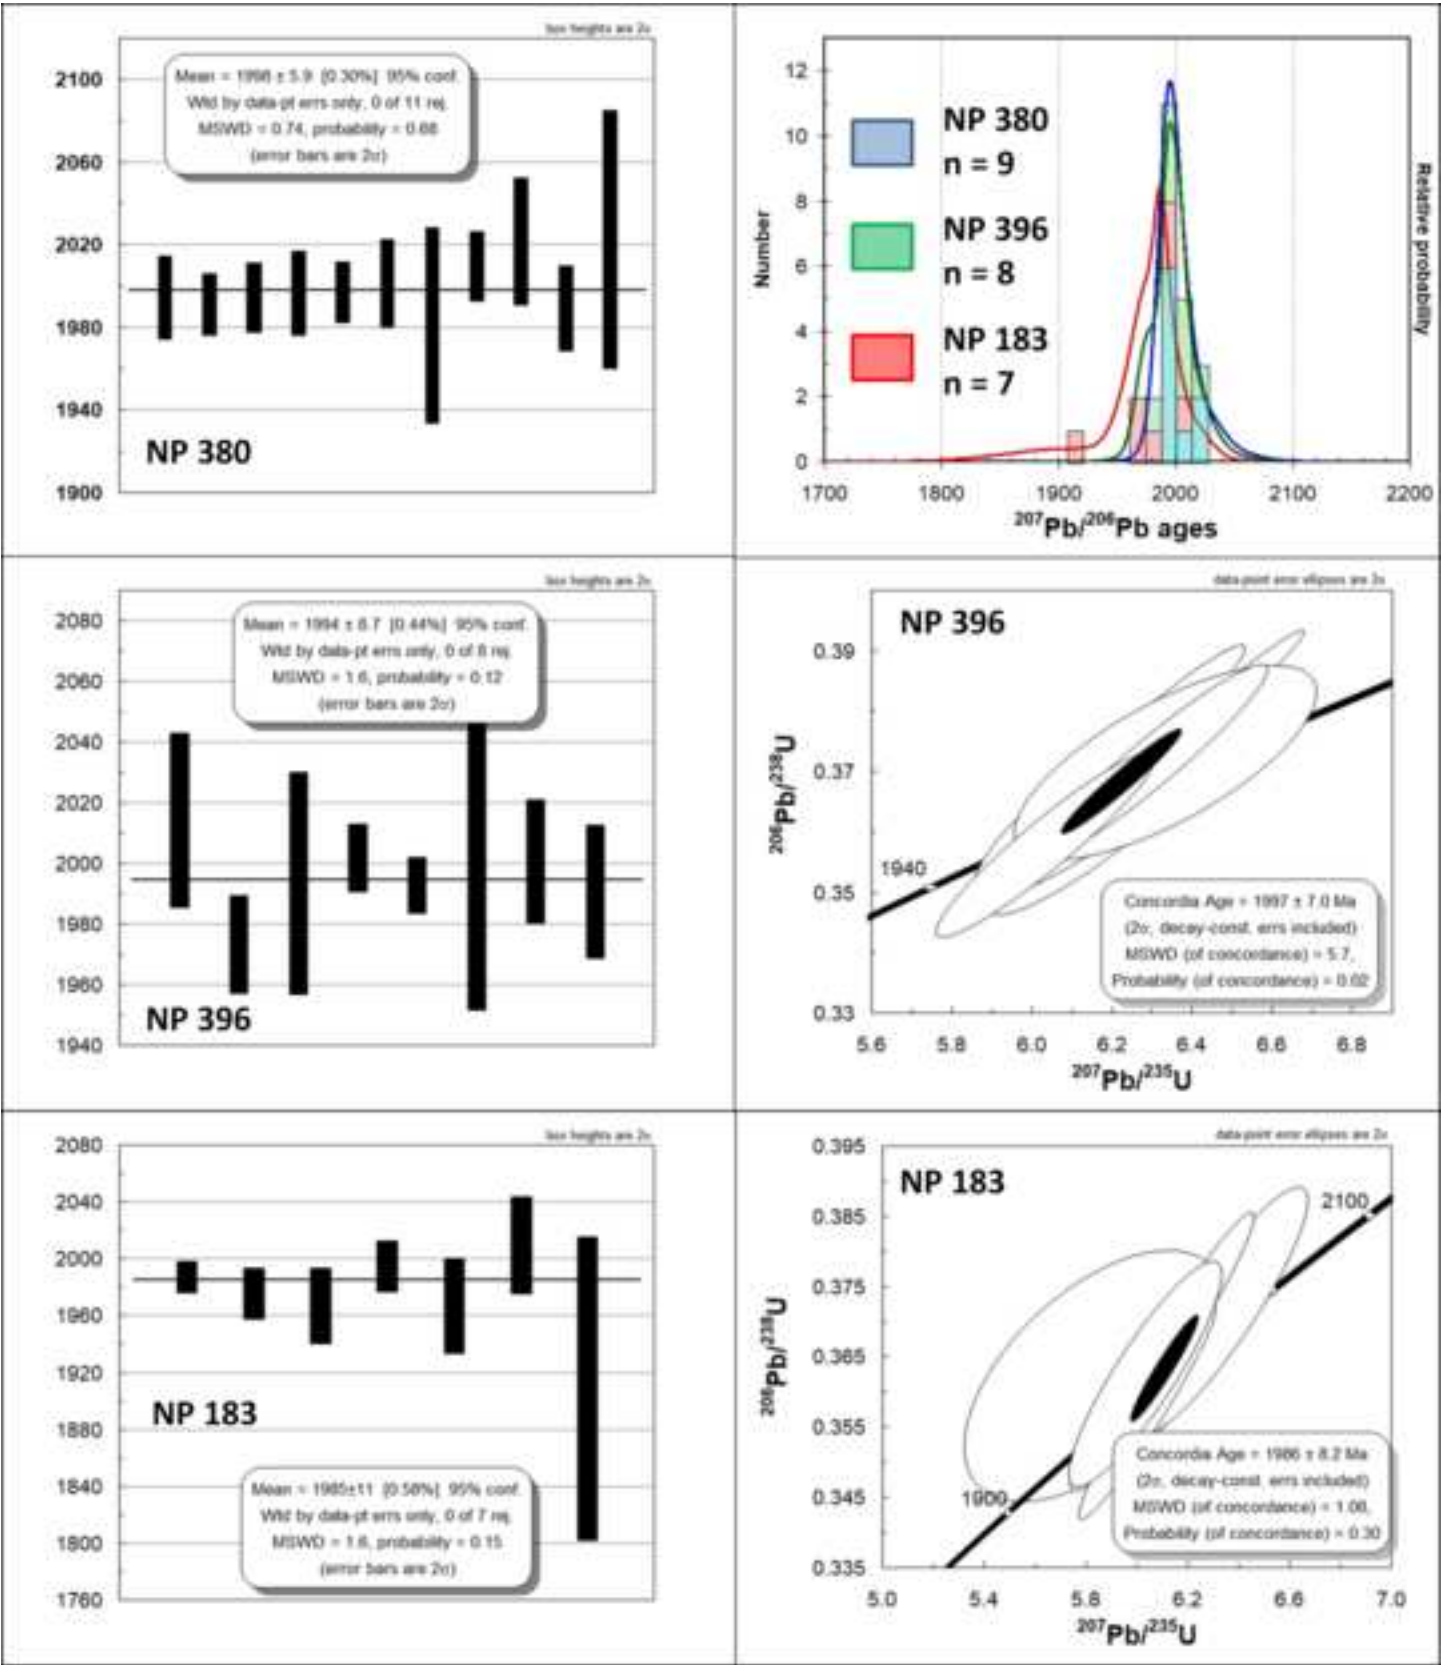 box heights are 2σ
Mean = 1998 ± 5.9 [0.30%] 95% conf.
Wtd by data-pt errs only, 0 of 11 rej.
MSWD = 0.74, probability = 0.68
(error bars are 2σ)
2100
2060
2020
1980
1940
1900
NP 380
12
10
8
6
4
2
0
Number
NP 380
n = 9
NP 396
n = 8
NP 183
n = 7
Relative probability
1700 1800 1900 2000 2100 2200
207Pb/206Pb ages
box heights are 2σ
Mean = 1994 ± 8.7 [0.44%] 95% conf.
Wtd by data-pt errs only, 0 of 8 rej.
MSWD = 1.6, probability = 0.12
(error bars are 2σ)
2080
2060
2040
2020
2000
1980
1960
1940
NP 396
data-point error ellipses are 2σ
NP 396
0.39
0.37
0.35
0.33
206Pb/238U
1940
Concordia Age = 1997 ± 7.0 Ma
(2σ, decay-const. errs included)
MSWD (of concordance) = 5.7,
Probability (of concordance) = 0.02
5.6 5.8 6.0 6.2 6.4 6.6 6.8
207Pb/235U
box heights are 2σ
2080
2040
2000
1960
1920
1880
1840
1800
1760
NP 183
Mean = 1985±11 [0.58%] 95% conf.
Wtd by data-pt errs only, 0 of 7 rej.
MSWD = 1.6, probability = 0.15
(error bars are 2σ)
data-point error ellipses are 2σ
NP 183
0.395
0.385
0.375
0.365
0.355
0.345
0.335
206Pb/238U
2100
1900
Concordia Age = 1986 ± 8.2 Ma
(2σ, decay-const. errs included)
MSWD (of concordance) = 1.08,
Probability (of concordance) = 0.30
5.0 5.4 5.8 6.2 6.6 7.0
207Pb/235U